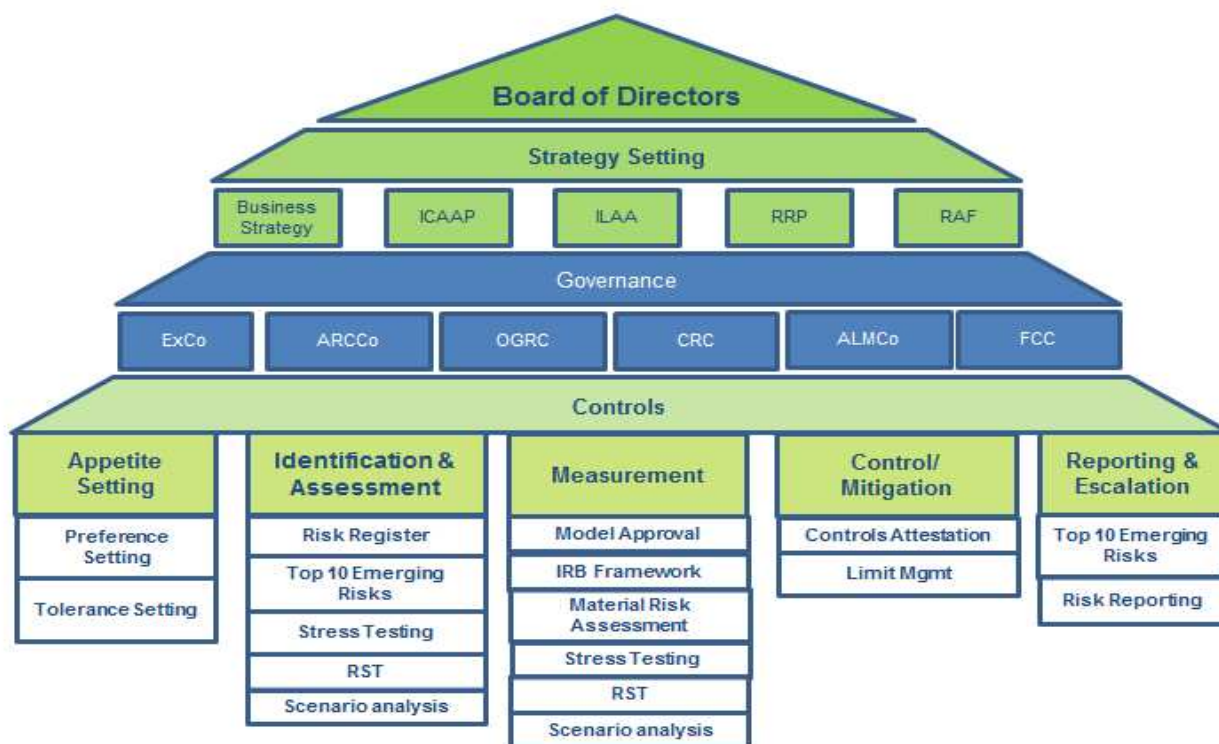 Board of Directors
Strategy Setting
Business
Strategy
ICAAP
ILAA
RRP
RAF
Governance
ExCo
ARCCo
OGRC
CRC
ALMCo
FCC
Controls
Appetite
Setting
Preference
Setting
Tolerance Setting
Identification &
Assessment
Risk Register
Top 10 Emerging
Risks
Stress Testing
RST
Scenario analysis
Measurement
Model Approval
IRB Framework
Material Risk
Assessment
Stress Testing
RST
Scenario analysis
Control/
Mitigation
Controls Attestation
Limit Mgmt
Reporting &
Escalation
Top 10 Emerging
Risks
Risk Reporting